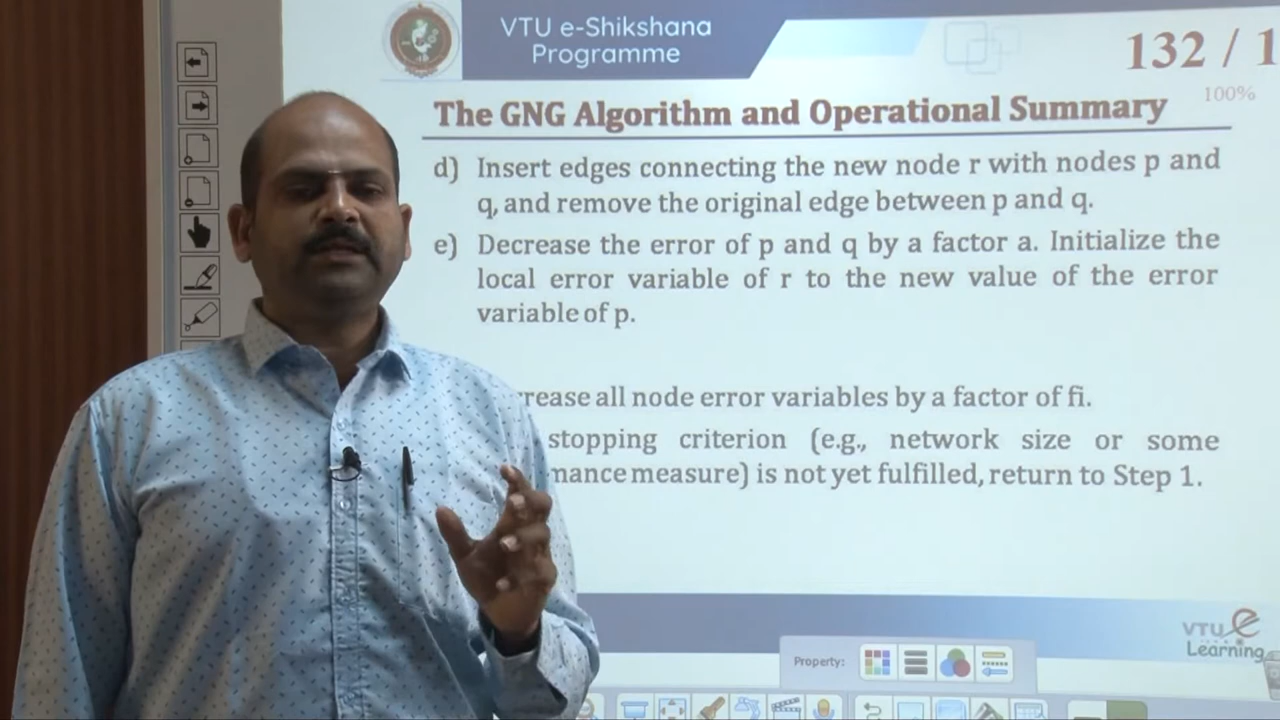 VTU e-Shikshana
Programme
132 / 1
100%
The GNG Algorithm and Operational Summary
d) Insert edges connecting the new node r with nodes p and
q, and remove the original edge between p and q.
e) Decrease the error of p and q by a factor a. Initialize the
local error variable of r to the new value of the error
variable of p.
rease all node error variables by a factor of fi.
stopping criterion (e.g., network size or some
mance measure) is not yet fulfilled, return to Step 1.
VTU e
Learning
Property: